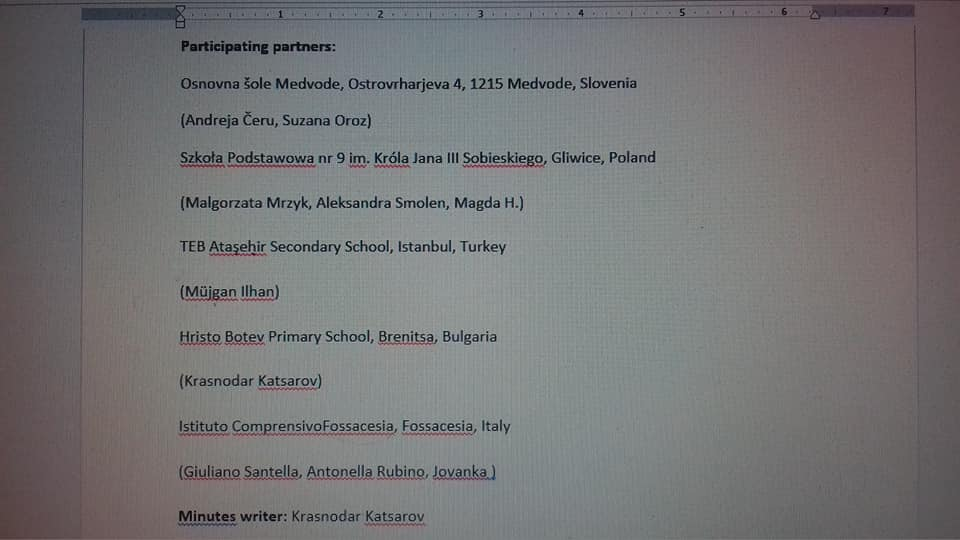 1 2 3 4 5 6 7
Participating partners:
Osnovna šole Medvode, Ostrovrharjeva 4, 1215 Medvode, Slovenia
(Andreja Čeru, Suzana Oroz)
Szkoła Podstawowa nr 9 im. Króla Jana III Sobieskiego, Gliwice, Poland
(Malgorzata Mrzyk, Aleksandra Smolen, Magda H.)
TEB Ataşehir Secondary School, Istanbul, Turkey
(Müjgan Ilhan)
Hristo Botev Primary School, Brenitsa, Bulgaria
(Krasnodar Katsarov)
Istituto ComprensivoFossacesia, Fossacesia, Italy
(Giuliano Santella, Antonella Rubino, Jovanka )
Minutes writer: Krasnodar Katsarov